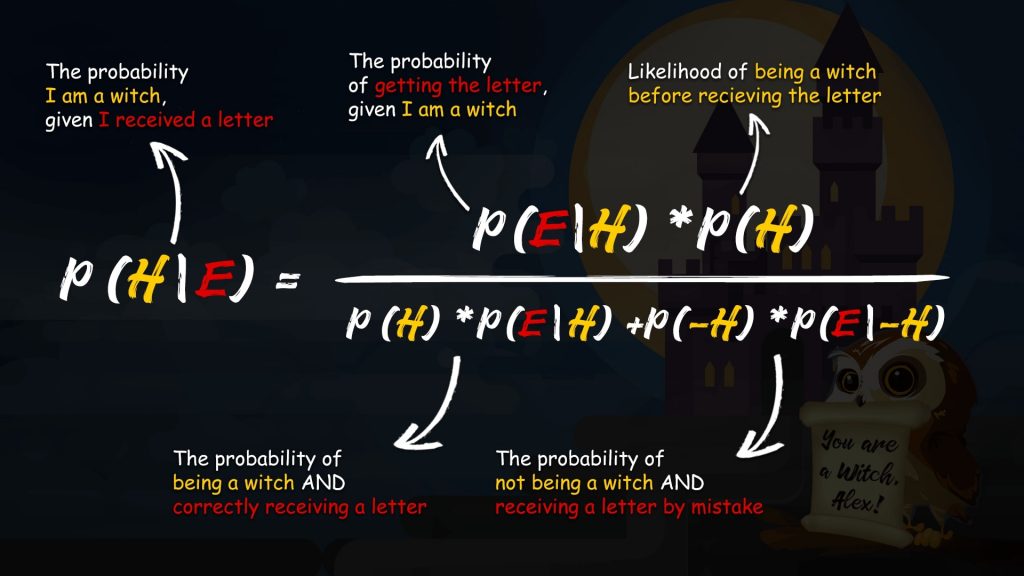 The probability
I am a witch,
given I received a letter
The probability
of getting the letter,
given I am a witch
Likelihood of being a witch
before recieving the letter
P(E|H) *P(H)
P (H|E) =
P (H) *P(E|H) +P(-H) *P(E|-H)
The probability of
being a witch AND
correctly receiving a letter
The probability of
not being a witch AND
receiving a letter by mistake
You are
a Witch,
Alex!